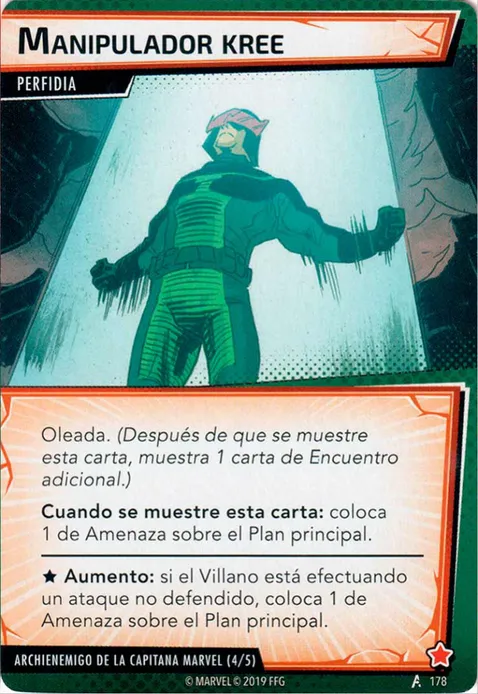 MANIPULADOR KREE
PERFIDIA
Oleada. (Después de que se muestre
esta carta, muestra 1 carta de Encuentro
adicional.)
Cuando se muestre esta carta: coloca
1 de Amenaza sobre el Plan principal.
★ Aumento: si el Villano está efectuando
un ataque no defendido, coloca 1 de
Amenaza sobre el Plan principal.
ARCHIENEMIGO DE LA CAPITANA MARVEL (4/5)
© MARVEL © 2019 FFG
A 178